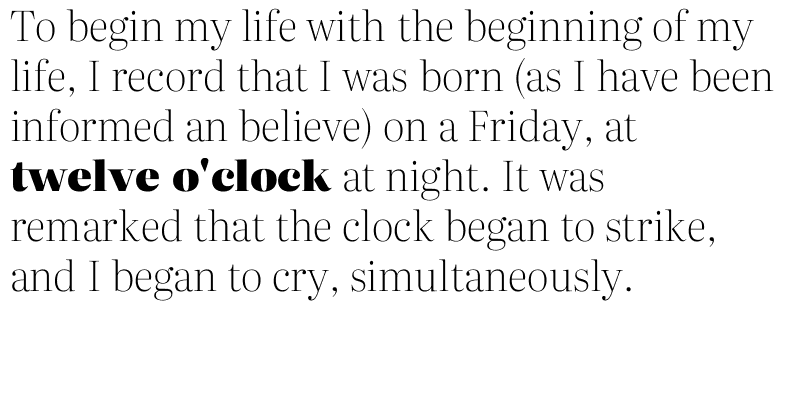 To begin my life with the beginning of my
life, I record that I was born (as I have been
informed an believe) on a Friday, at
twelve o'clock at night. It was
remarked that the clock began to strike,
and I began to cry, simultaneously.